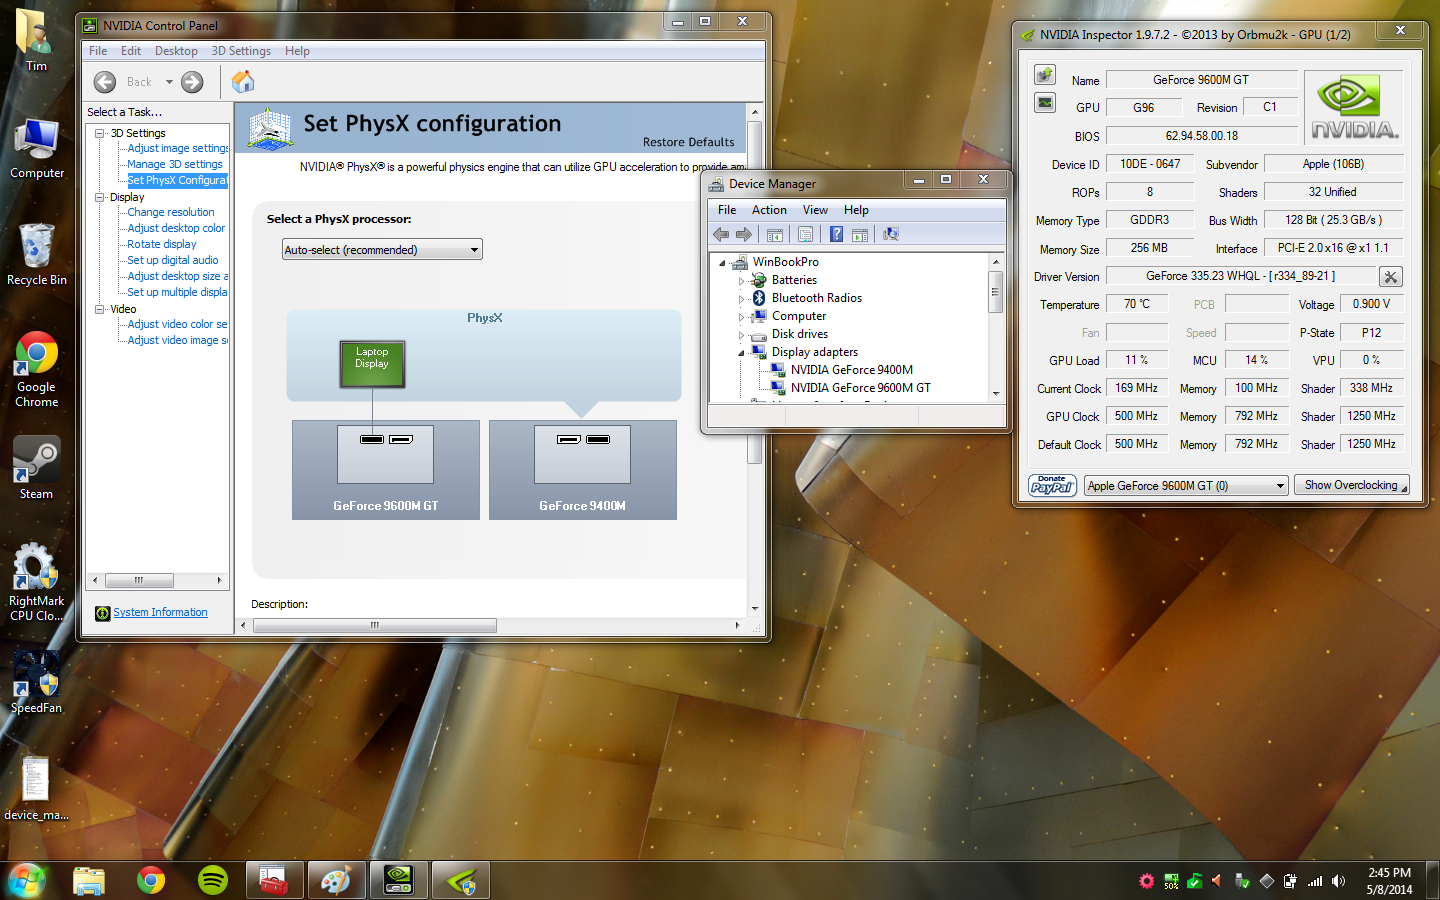 Tim
Computer
Recycle Bin
Google
Chrome
Steam
RightMark
CPU Clo...
SpeedFan
device_ma...
NVIDIA Control Panel
File Edit Desktop 3D Settings Help
Back
Select a Task...
3D Settings
Adjust image settings
Manage 3D settings
Set PhysX Configurat
Display
Change resolution
Adjust desktop color
Rotate display
Set up digital audio
Adjust desktop size a
Set up multiple displa
Video
Adjust video color se
Adjust video image s
System Information
Set PhysX configuration
Restore Defaults
NVIDIA® PhysX® is a powerful physics engine that can utilize GPU acceleration to provide am
Select a PhysX processor:
Auto-select (recommended)
PhysX
Laptop
Display
GeForce 9600M GT
GeForce 9400M
Description:
Device Manager
File Action View Help
WinBookPro
Batteries
Bluetooth Radios
Computer
Disk drives
Display adapters
NVIDIA GeForce 9400M
NVIDIA GeForce 9600M GT
NVIDIA Inspector 1.9.7.2 - ©2013 by Orbmu2k - GPU (1/2)
Name GeForce 9600M GT
GPU G96 Revision C1
BIOS 62.94.58.00.18
NVIDIA.
Device ID 10DE - 0647 Subvendor Apple (106B)
ROPs 8 Shaders 32 Unified
Memory Type GDDR3 Bus Width 128 Bit ( 25.3 GB/s )
Memory Size 256 MB Interface PCI-E 2.0 x16 @ x1 1.1
Driver Version GeForce 335.23 WHQL - [ r334_89-21 ]
Temperature 70 °C PCB Voltage 0.900 V
Fan Speed P-State P12
GPU Load 11 % MCU 14 % VPU 0 %
Current Clock 169 MHz Memory 100 MHz Shader 338 MHz
GPU Clock 500 MHz Memory 792 MHz Shader 1250 MHz
Default Clock 500 MHz Memory 792 MHz Shader 1250 MHz
Donate
PayPal
Apple GeForce 9600M GT (0)
Show Overclocking
50%
2:45 PM
5/8/2014